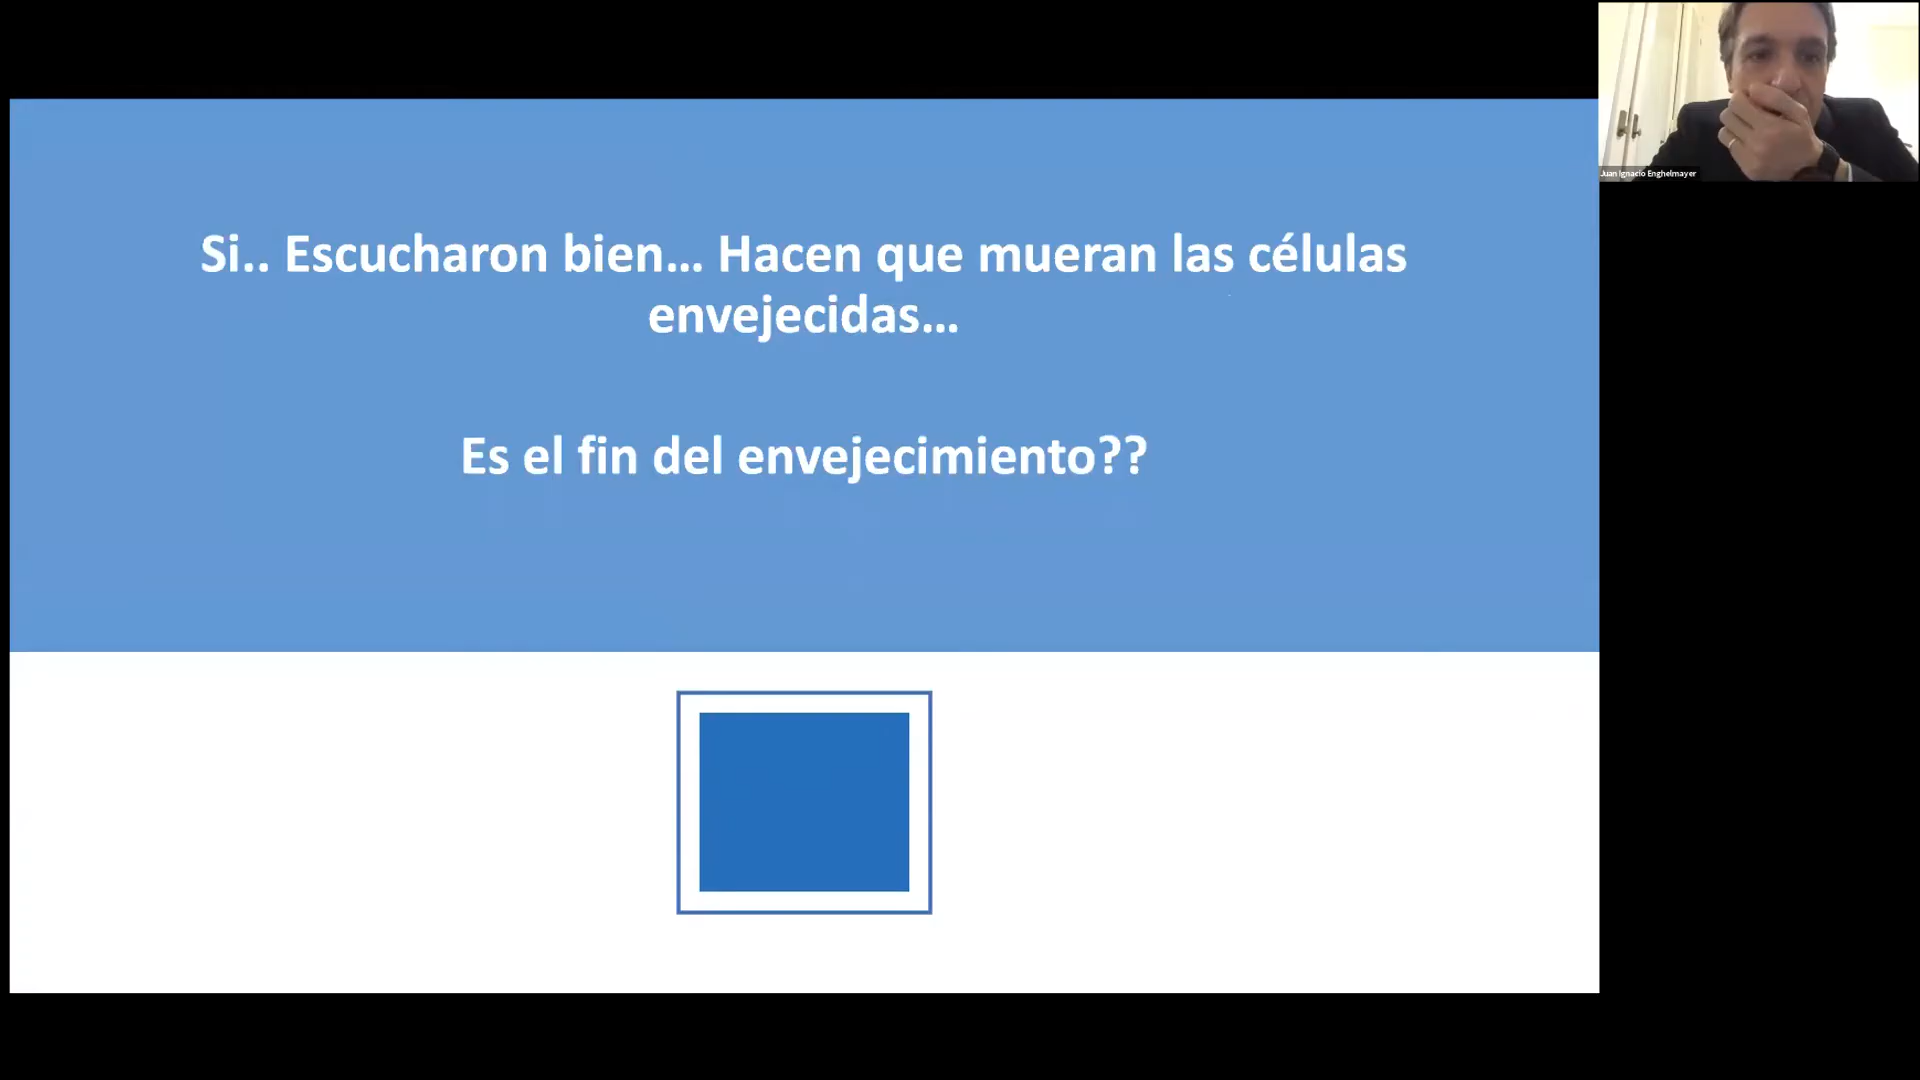 Si.. Escucharon bien... Hacen que mueran las células
envejecidas...
Es el fin del envejecimiento??
Juan Ignacio Enghelmayer